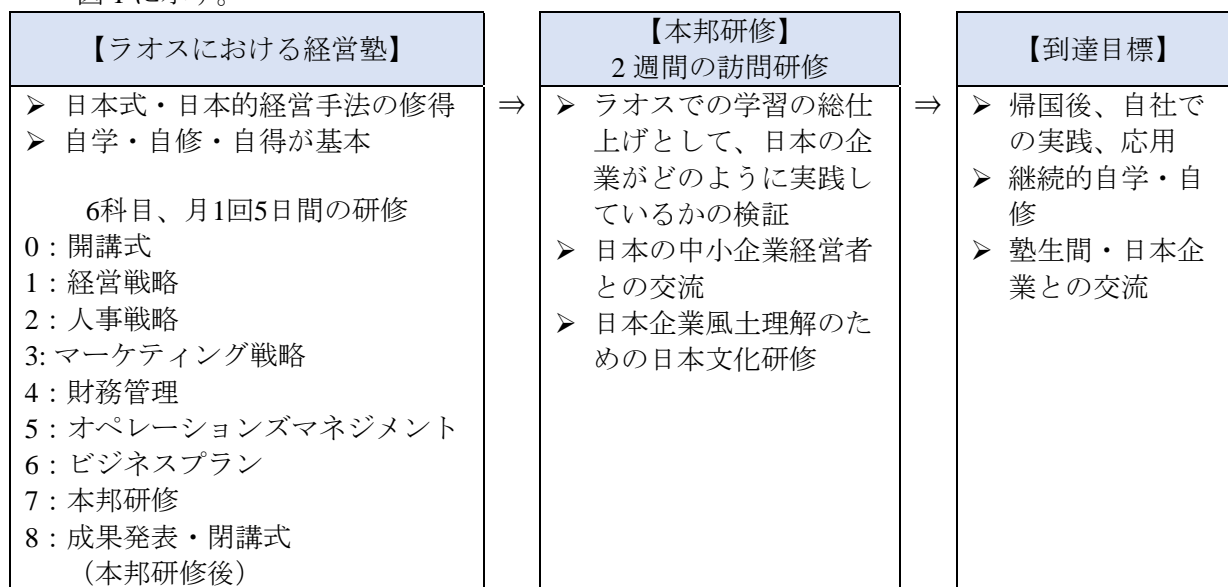 図 1 に示す。
【ラオスにおける経営塾】
➢ 日本式・日本的経営手法の修得
➢ 自学・自修・自得が基本
6科目、月1回5日間の研修
0：開講式
1：経営戦略
2：人事戦略
3: マーケティング戦略
4：財務管理
5：オペレーションズマネジメント
6：ビジネスプラン
7：本邦研修
8：成果発表・閉講式
（本邦研修後）
⇒
【本邦研修】
2 週間の訪問研修
➢ ラオスでの学習の総仕
上げとして、日本の企
業がどのように実践し
ているかの検証
➢ 日本の中小企業経営者
との交流
➢ 日本企業風土理解のた
めの日本文化研修
⇒
【到達目標】
➢ 帰国後、自社で
の実践、応用
➢ 継続的自学・自
修
➢ 塾生間・日本企
業との交流